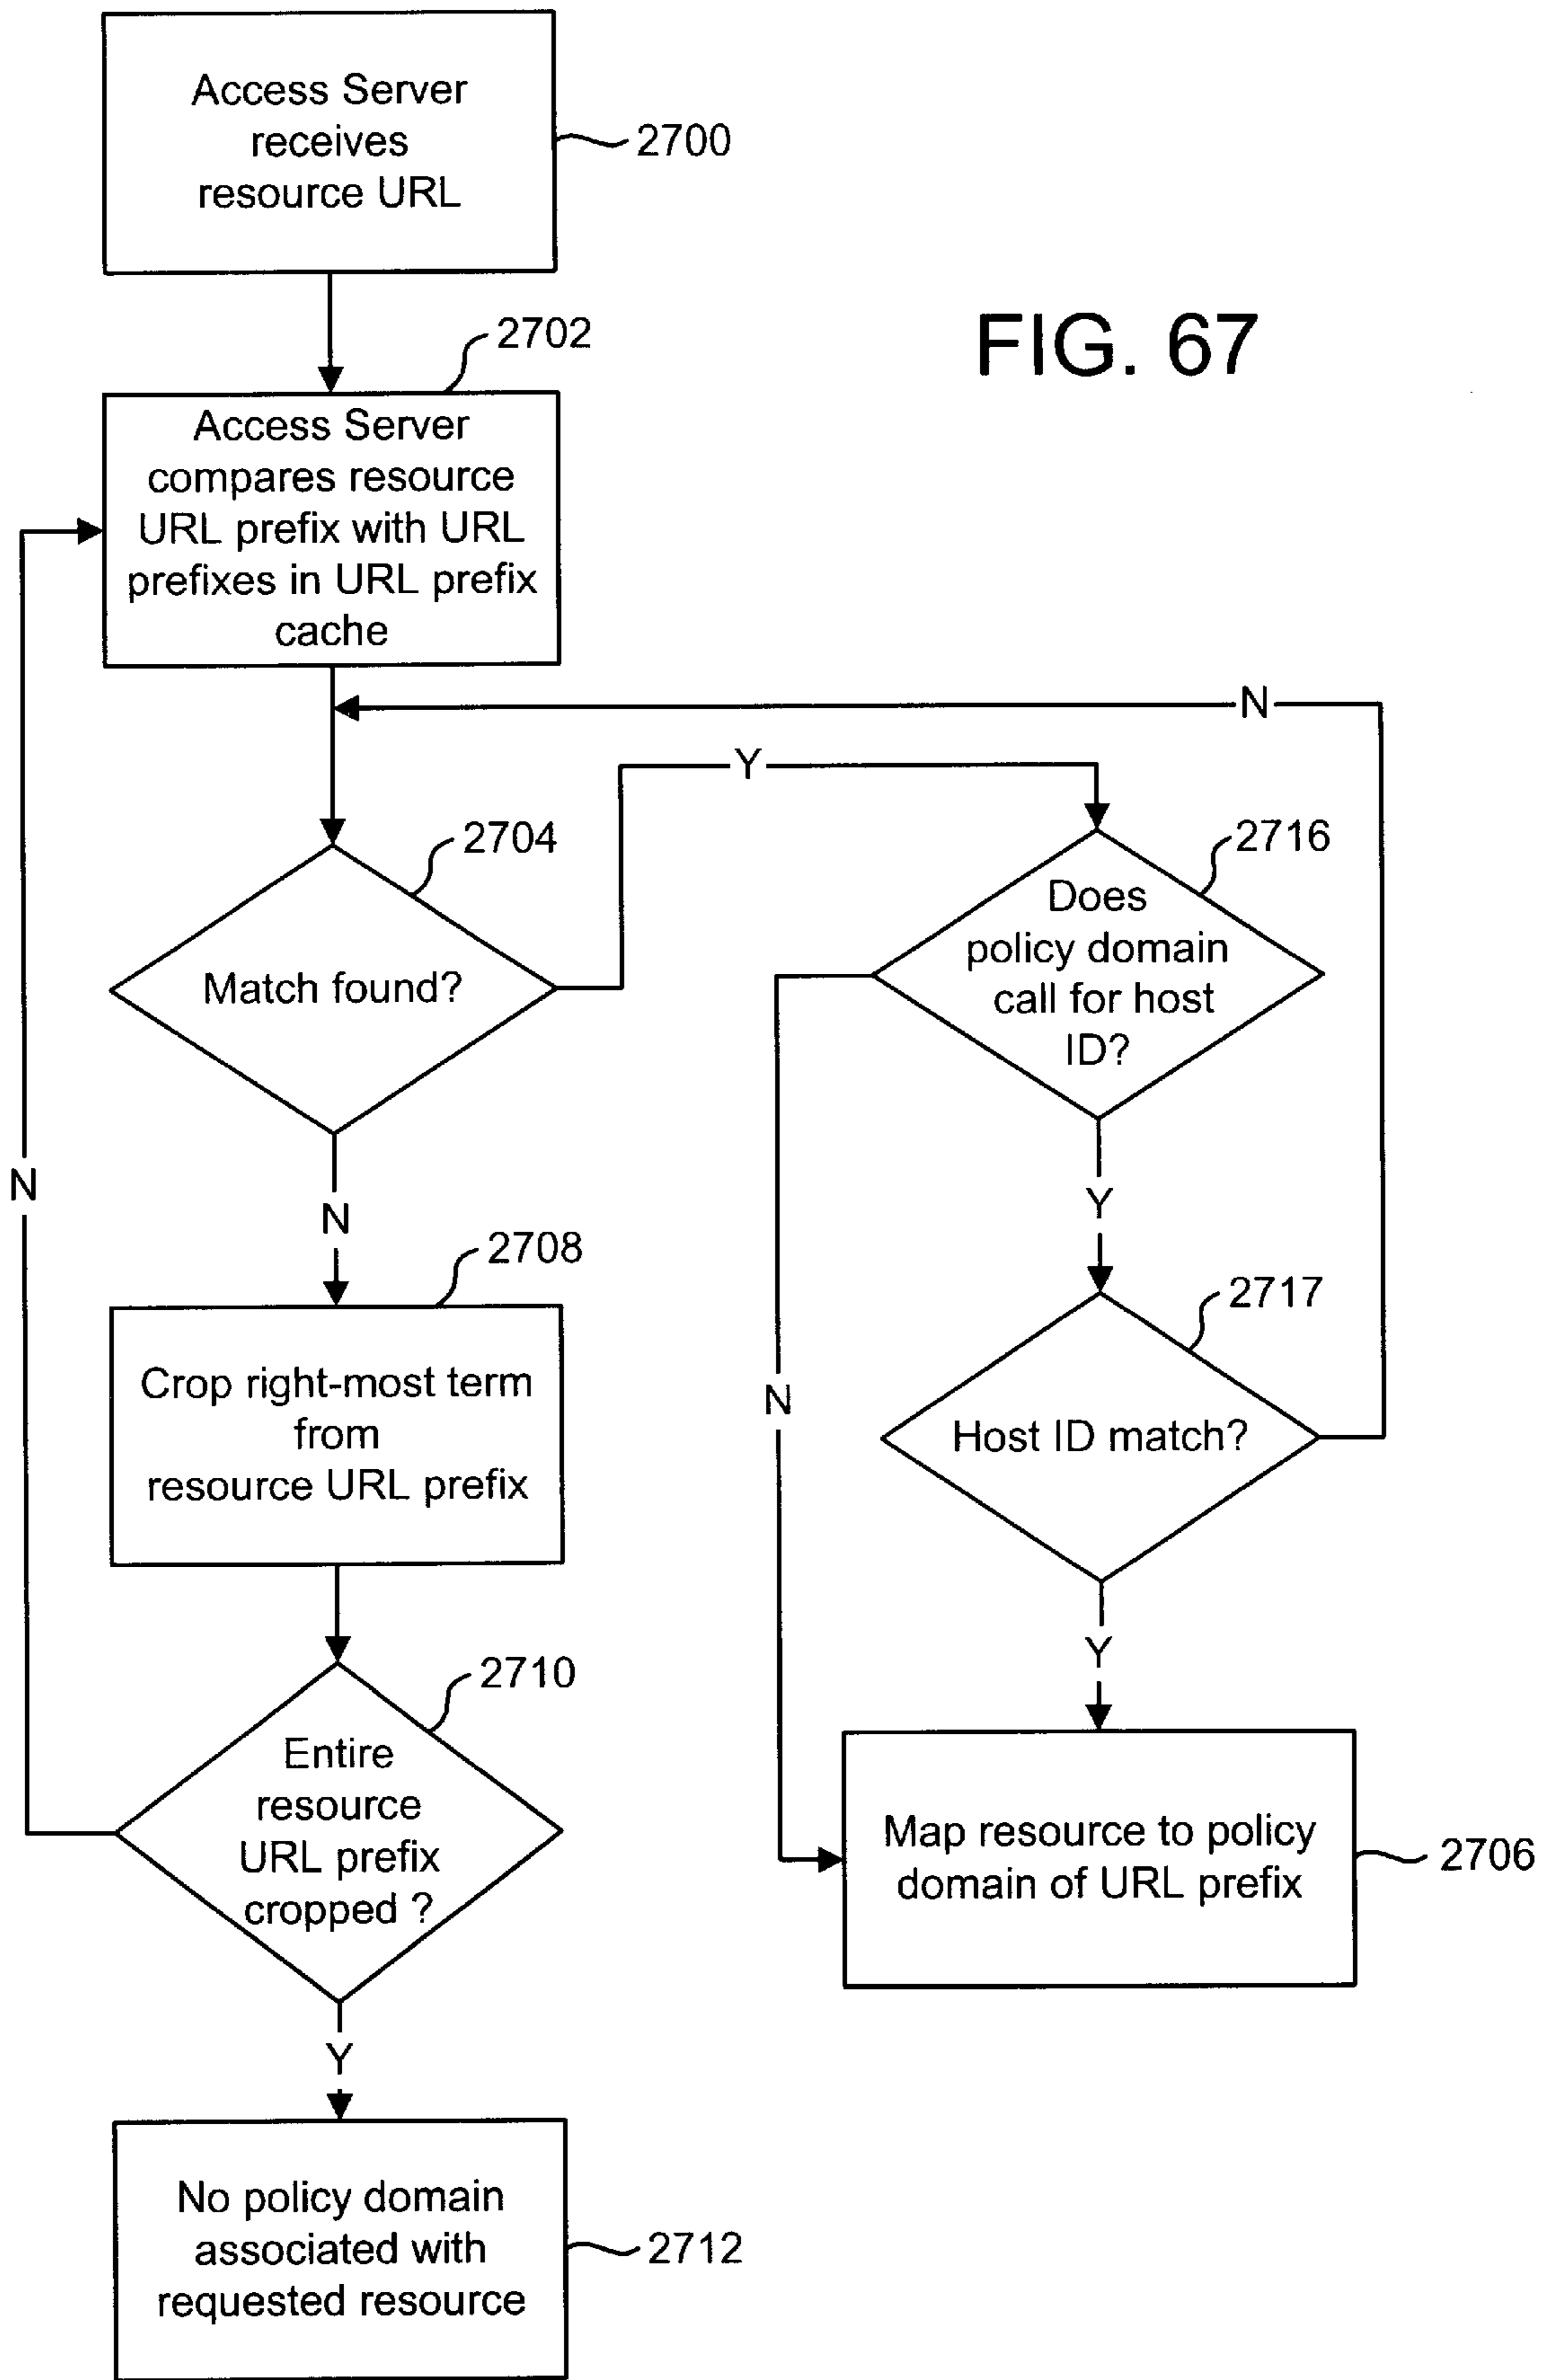 Access Server
receives
resource URL
2700
FIG. 67
2702
Access Server
compares resource
URL prefix with URL
prefixes in URL prefix
cache
N
Y
2704
Match found?
2716
Does
policy domain
call for host
ID?
N
N
Y
2708
Crop right-most term
from
resource URL prefix
2717
Host ID match?
N
2710
Entire
resource
URL prefix
cropped ?
Y
Map resource to policy
domain of URL prefix
2706
Y
No policy domain
associated with
requested resource
2712